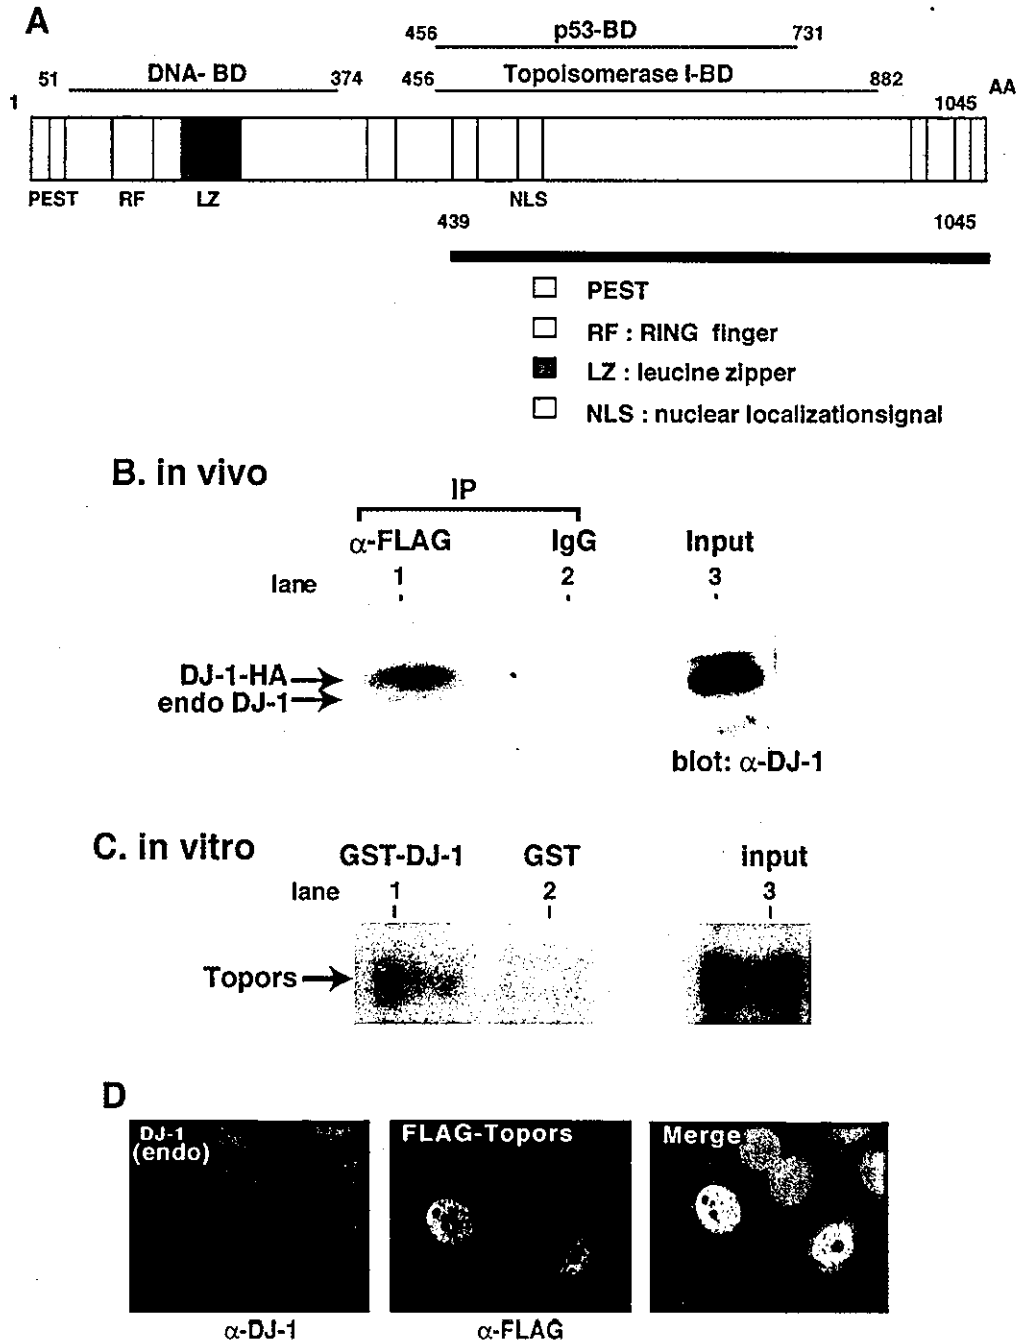 A
456 p53-BD 731
51 DNA- BD 374 456 Topoisomerase I-BD 882 AA
1 1045
PEST RF LZ NLS
439 1045
PEST
RF : RING finger
LZ : leucine zipper
NLS : nuclear localizationsignal
B. in vivo
IP
α-FLAG IgG Input
lane 1 2 3
DJ-1-HA
endo DJ-1
blot: α-DJ-1
C. in vitro
GST-DJ-1 GST input
lane 1 2 3
Topors
D
DJ-1 (endo) FLAG-Topors Merge
α-DJ-1 α-FLAG